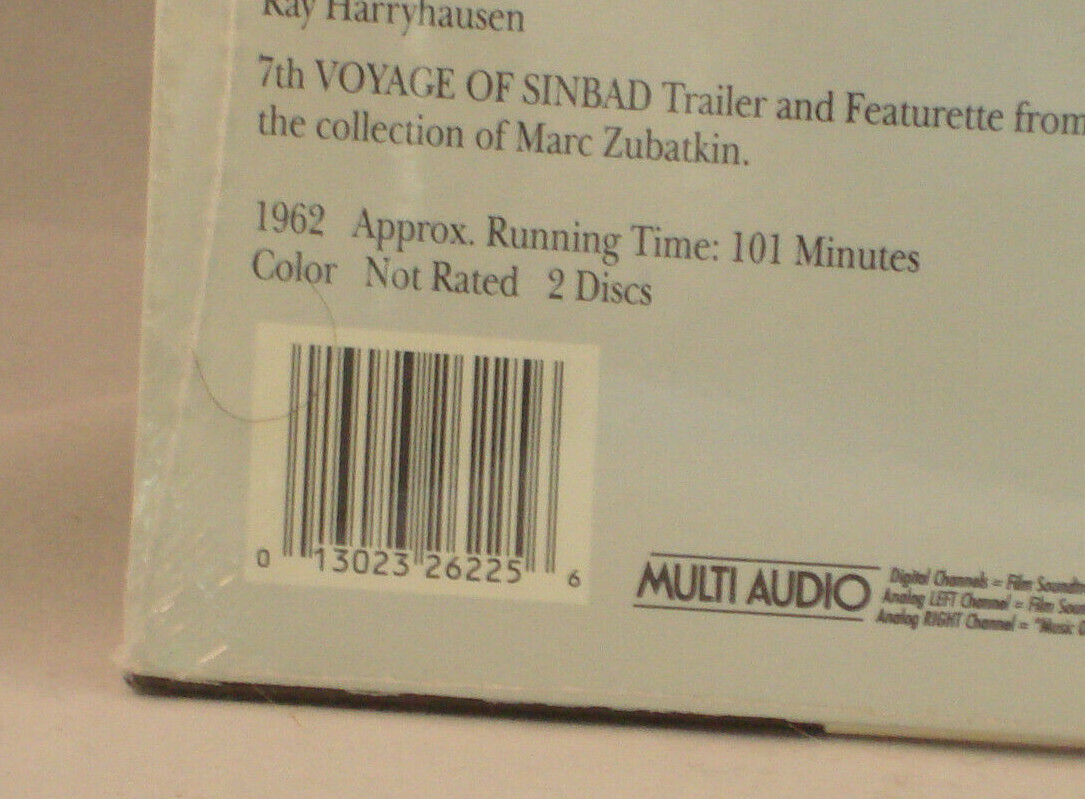 Ray Harryhausen
7th VOYAGE OF SINBAD Trailer and Featurette from
the collection of Marc Zubatkin.
1962 Approx. Running Time: 101 Minutes
Color Not Rated 2 Discs
0 13023 26225 6
MULTI AUDIO
Digital Channels = Film
Analog LEFT Channel = Film
Analog RIGHT Channel = "Music